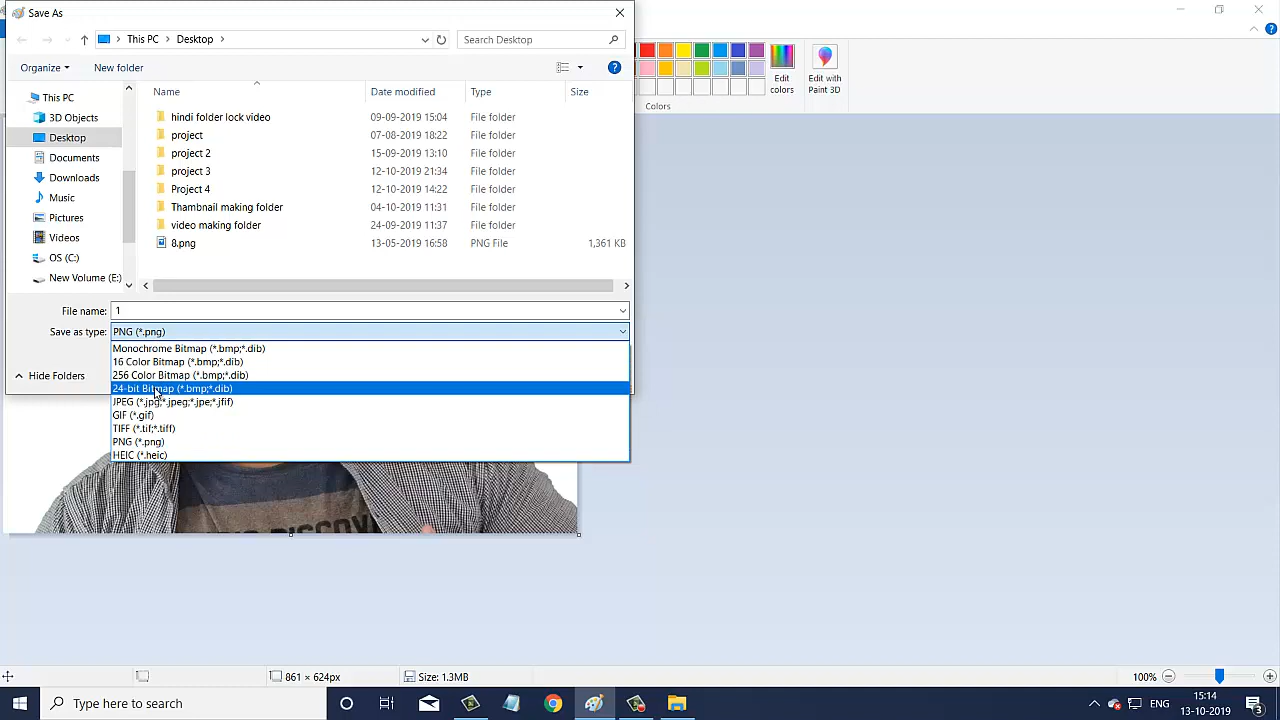 Save As
This PC
Desktop
Search Desktop
Organize
New folder
Name
Date modified
Type
Size
This PC
3D Objects
Desktop
Documents
Downloads
Music
Pictures
Videos
OS (C:)
New Volume (E:)
hindi folder lock video 09-09-2019 15:04 File folder
project 07-08-2019 18:22 File folder
project 2 15-09-2019 13:10 File folder
project 3 12-10-2019 21:34 File folder
Project 4 12-10-2019 14:22 File folder
Thumbnail making folder 04-10-2019 11:31 File folder
video making folder 24-09-2019 11:37 File folder
8.png 13-05-2019 16:58 PNG File 1,361 KB
File name: 1
Save as type: PNG (*.png)
Monochrome Bitmap (*.bmp;*.dib)
16 Color Bitmap (*.bmp;*.dib)
256 Color Bitmap (*.bmp;*.dib)
24-bit Bitmap (*.bmp;*.dib)
JPEG (*.jpg;*.jpeg;*.jpe;*.jfif)
GIF (*.gif)
TIFF (*.tif;*.tiff)
PNG (*.png)
HEIC (*.heic)
Hide Folders
Edit
colors
Edit with
Paint 3D
Colors
861 × 624px
Size: 1.3MB
100%
Type here to search
ENG
15:14
13-10-2019
3